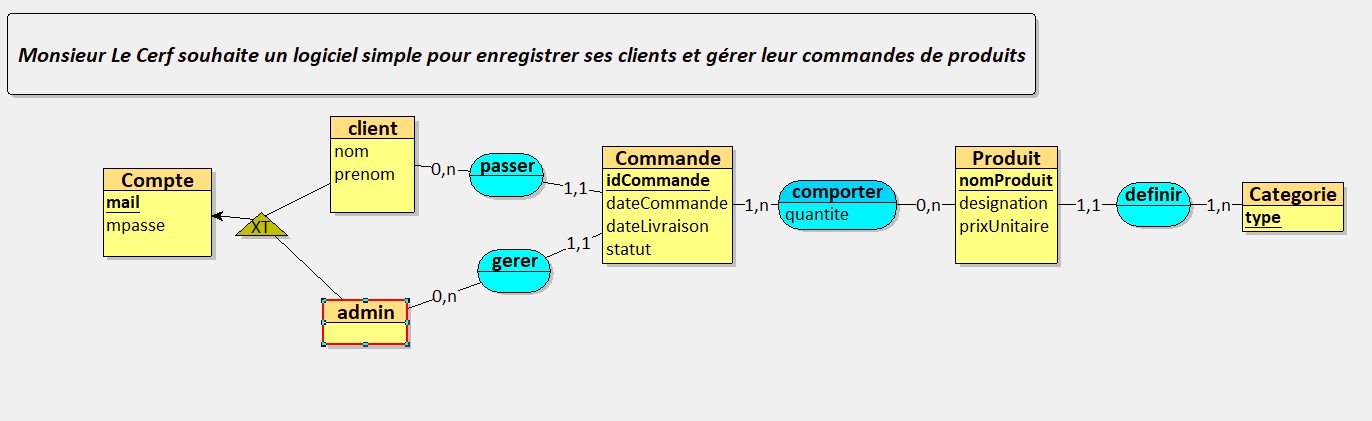 Monsieur Le Cerf souhaite un logiciel simple pour enregistrer ses clients et gérer leur commandes de produits
Compte
mail
mpasse
XT
client
nom
prenom
0,n
passer
1,1
admin
0,n
gerer
1,1
Commande
idCommande
dateCommande
dateLivraison
statut
1,n
comporter
quantite
0,n
Produit
nomProduit
designation
prixUnitaire
1,1
definir
1,n
Categorie
type